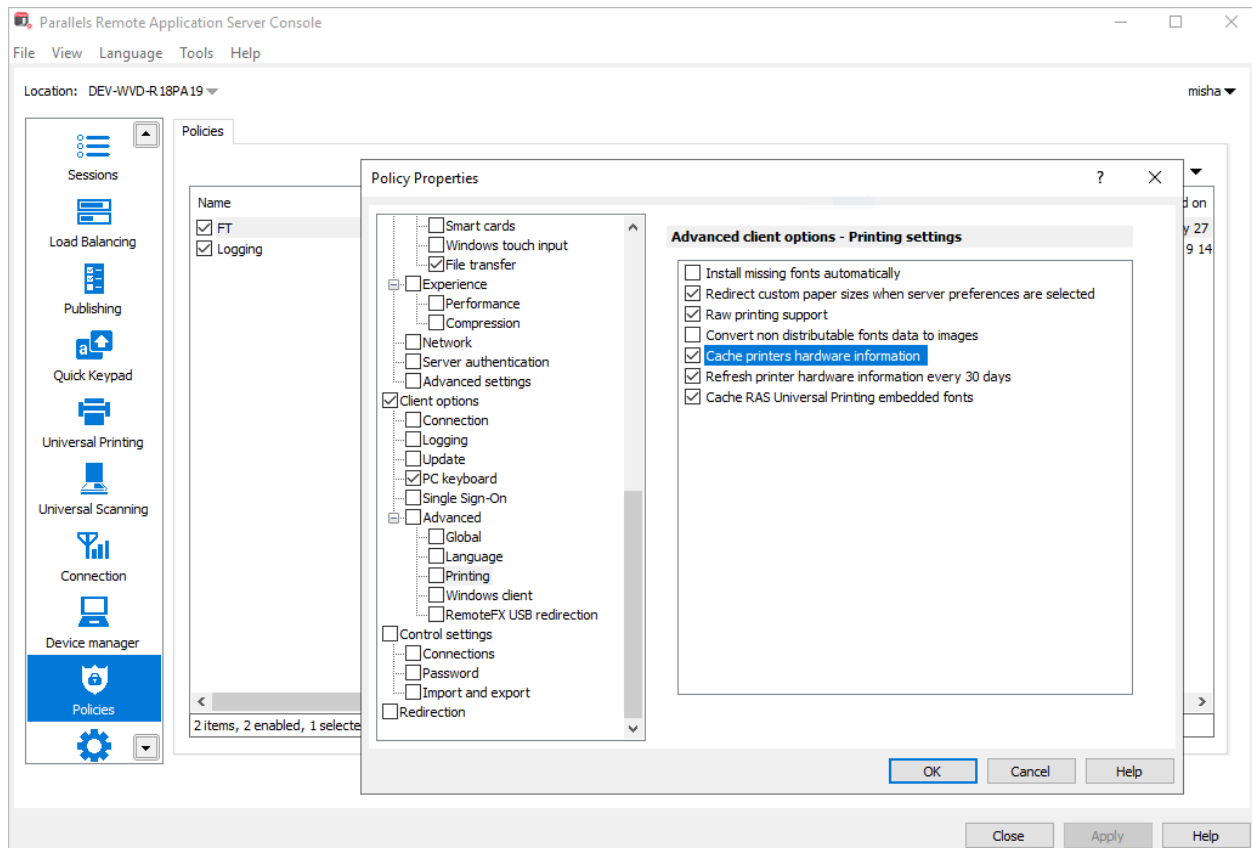 Parallels Remote Application Server Console
File View Language Tools Help
Location: DEV-WVD-R18PA19
misha
Sessions
Load Balancing
Publishing
a
Quick Keypad
Universal Printing
Universal Scanning
Connection
Device manager
Policies
Policies
Name
d on
FT
y 27
Logging
9 14
2 items, 2 enabled, 1 selecte
Policy Properties
?
Smart cards
Windows touch input
File transfer
Experience
Performance
Compression
Network
Server authentication
Advanced settings
Client options
Connection
Logging
Update
PC keyboard
Single Sign-On
Advanced
Global
Language
Printing
Windows client
RemoteFX USB redirection
Control settings
Connections
Password
Import and export
Redirection
Advanced client options - Printing settings
Install missing fonts automatically
Redirect custom paper sizes when server preferences are selected
Raw printing support
Convert non distributable fonts data to images
Cache printers hardware information
Refresh printer hardware information every 30 days
Cache RAS Universal Printing embedded fonts
OK Cancel Help
Close Apply Help